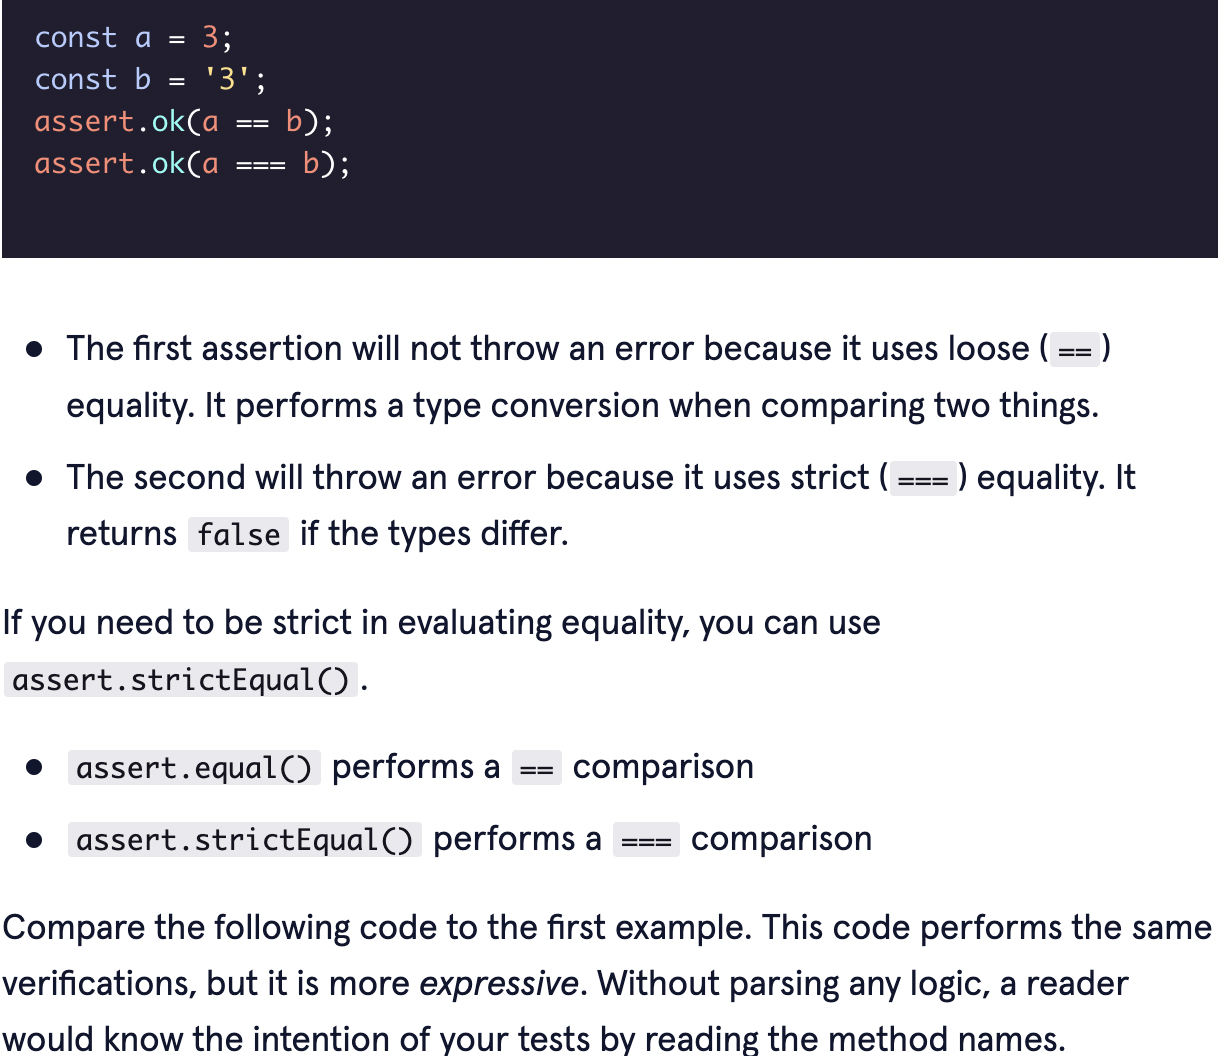 const a = 3;
const b = '3';
assert.ok(a == b);
assert.ok(a === b);
The first assertion will not throw an error because it uses loose ( == )
equality. It performs a type conversion when comparing two things.
The second will throw an error because it uses strict ( === ) equality. It
returns false if the types differ.
If you need to be strict in evaluating equality, you can use
assert.strictEqual() .
assert.equal() performs a == comparison
assert.strictEqual() performs a === comparison
Compare the following code to the first example. This code performs the same
verifications, but it is more expressive. Without parsing any logic, a reader
would know the intention of your tests by reading the method names.